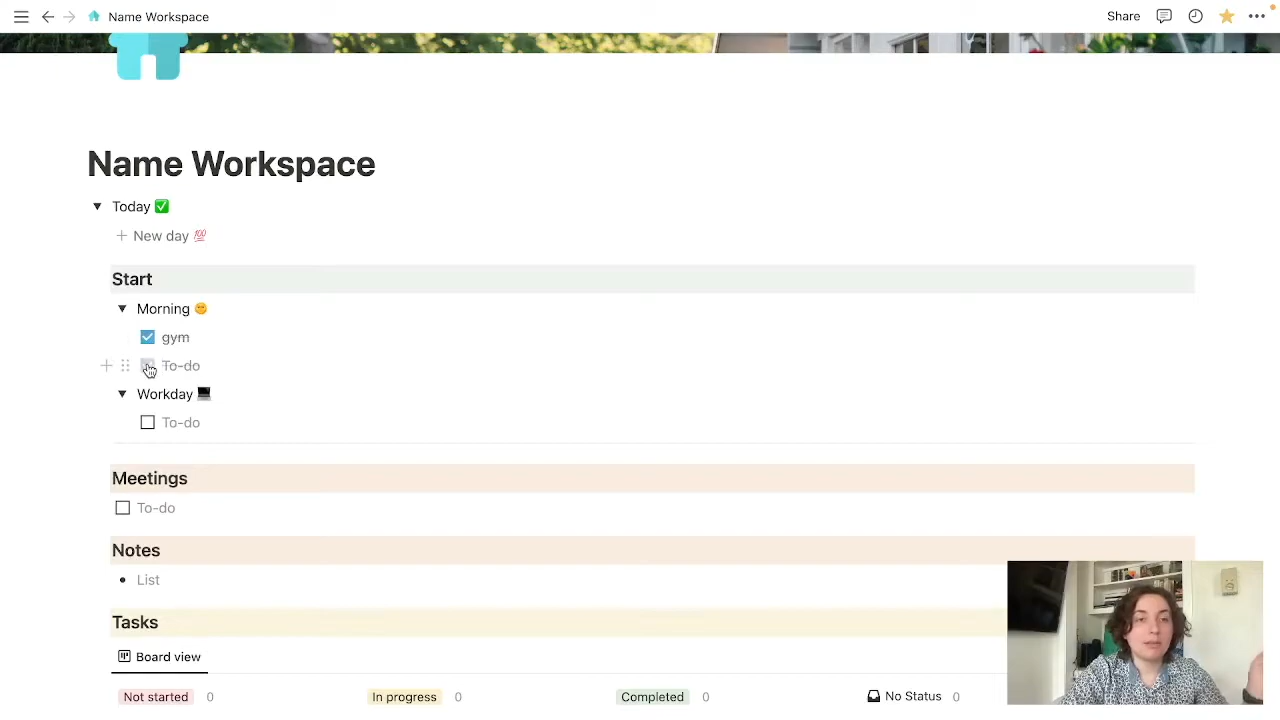 Name Workspace
Share
Name Workspace
Today ✅
New day 💯
Start
Morning 😁
gym
To-do
Workday 💻
To-do
Meetings
To-do
Notes
List
Tasks
Board view
Not started 0
In progress 0
Completed 0
No Status 0